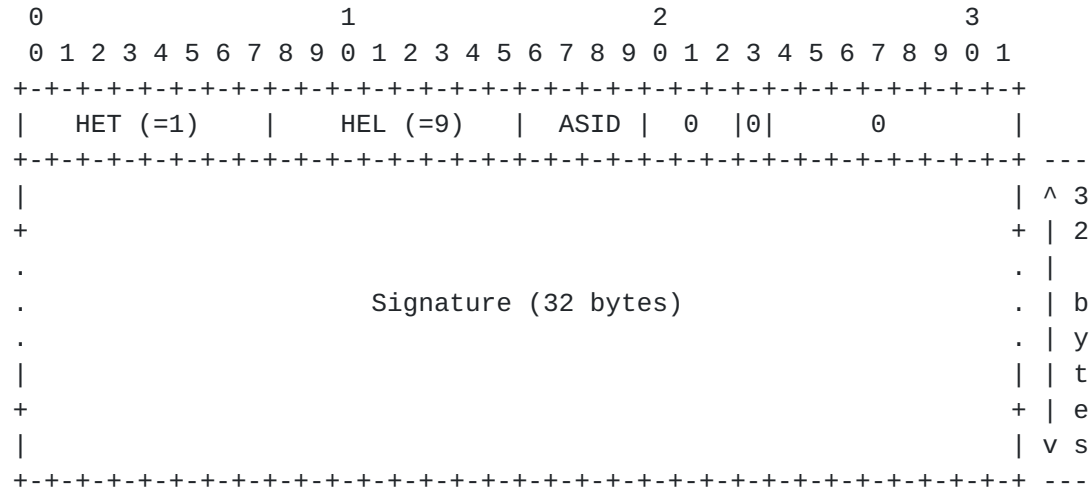 0                   1                   2                   3
 0 1 2 3 4 5 6 7 8 9 0 1 2 3 4 5 6 7 8 9 0 1 2 3 4 5 6 7 8 9 0 1
+-+-+-+-+-+-+-+-+-+-+-+-+-+-+-+-+-+-+-+-+-+-+-+-+-+-+-+-+-+-+-+-+
|   HET (=1)    |    HEL (=9)   |  ASID |  0  |0|      0        |
+-+-+-+-+-+-+-+-+-+-+-+-+-+-+-+-+-+-+-+-+-+-+-+-+-+-+-+-+-+-+-+-+ ---
|                                                               | ^ 3
+                                                               + | 2
.                                                               . |
.                      Signature (32 bytes)                     . | b
.                                                               . | y
|                                                               | | t
+                                                               + | e
|                                                               | v s
+-+-+-+-+-+-+-+-+-+-+-+-+-+-+-+-+-+-+-+-+-+-+-+-+-+-+-+-+-+-+-+-+ ---